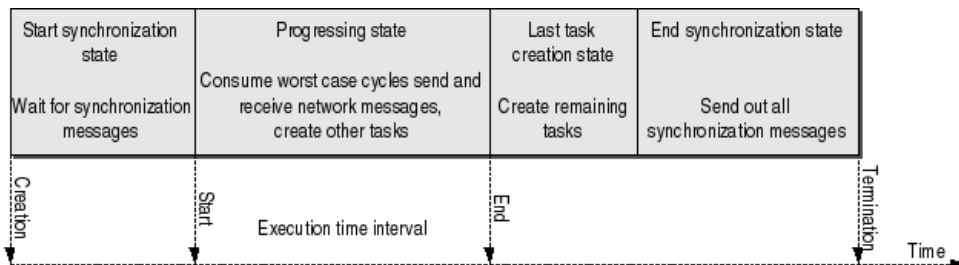 Start synchronization
state
Wait for synchronization
messages
Progressing state
Consume worst case cycles send and
receive network messages,
create other tasks
Last task
creation state
Create remaining
tasks
End synchronization state
Send out all
synchronization messages
Creation
Start
Execution time interval
End
Termination
Time